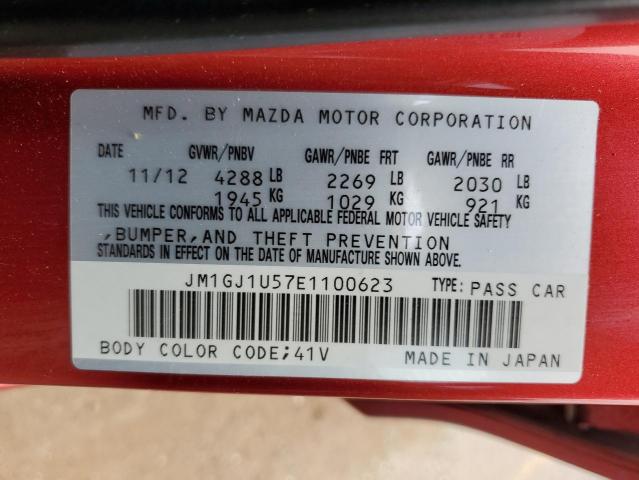 MFD. BY MAZDA MOTOR CORPORATION
DATE GVWR/PNBV GAWR/PNBE FRT GAWR/PNBE RR
11/12 4288 LB 2269 LB 2030 LB
1945 KG 1029 KG 921 KG
THIS VEHICLE CONFORMS TO ALL APPLICABLE FEDERAL MOTOR VEHICLE SAFETY
,BUMPER,AND THEFT PREVENTION
STANDARDS IN EFFECT ON THE DATE OF MANUFACTURE SHOWN ABOVE.
JM1GJ1U57E1100623 TYPE: PASS CAR
BODY COLOR CODE;41V MADE IN JAPAN